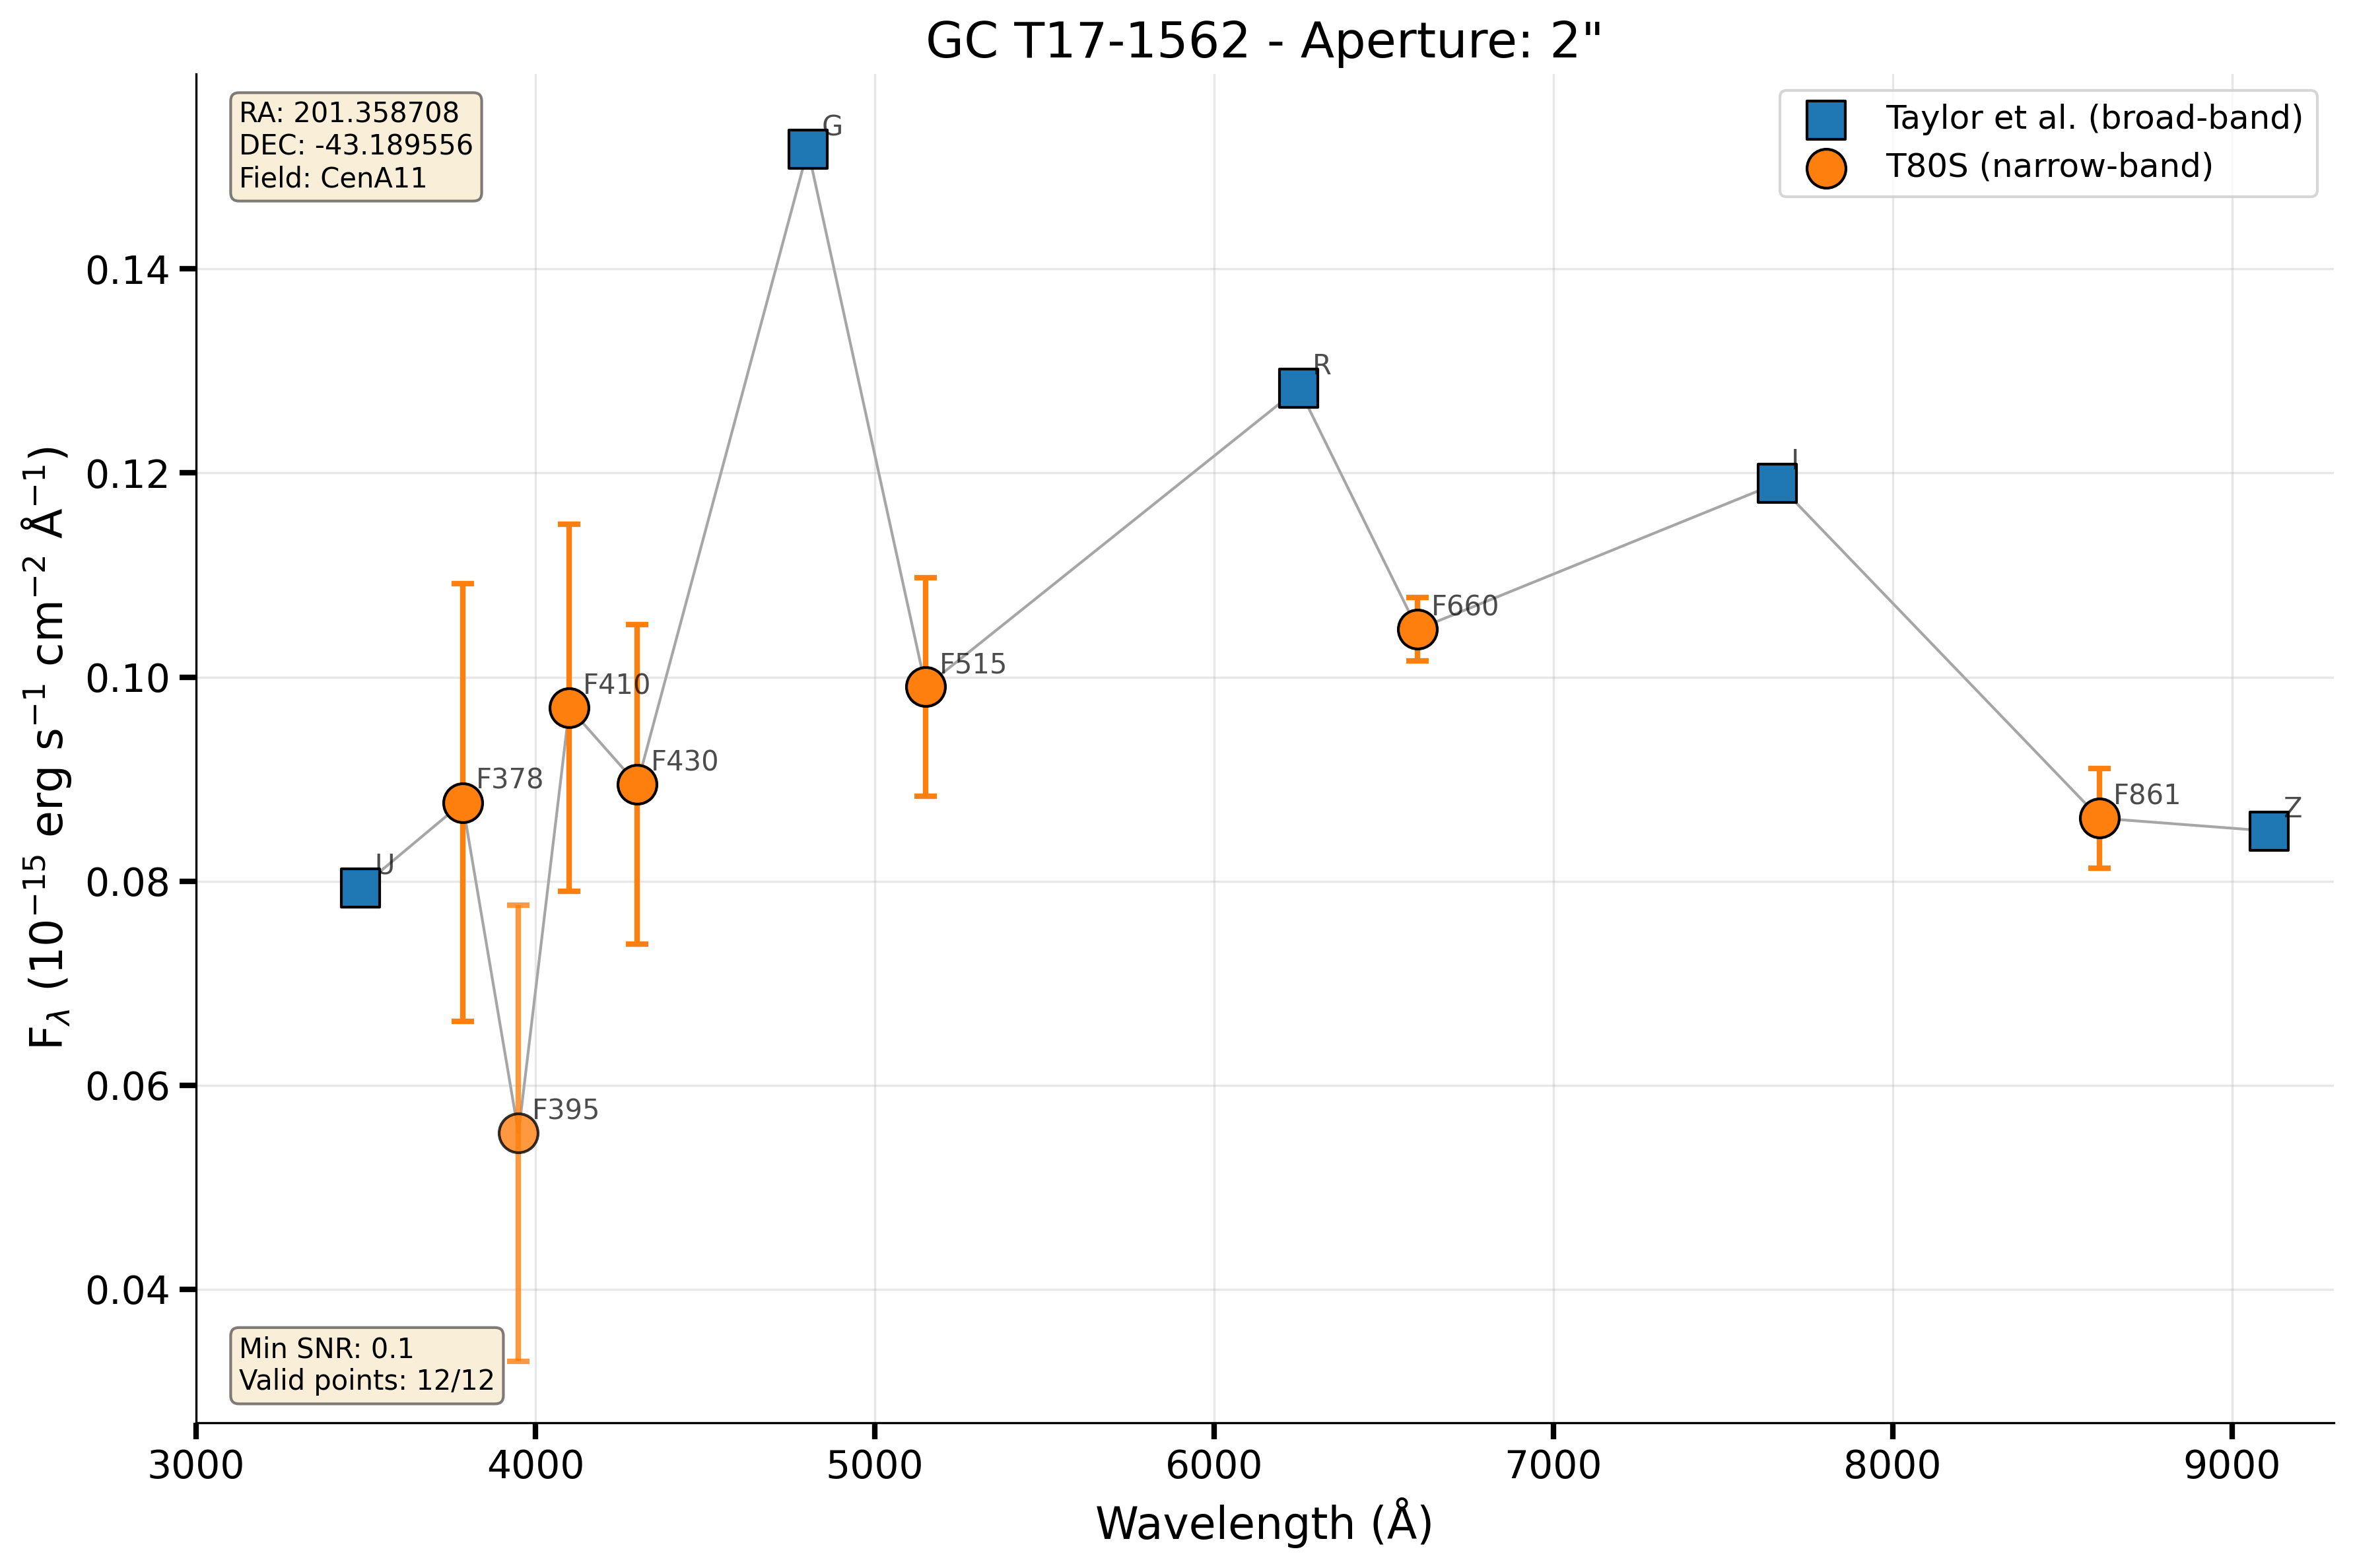 GC T17-1562 - Aperture: 2"
RA: 201.358708
DEC: -43.189556
Field: CenA11
Taylor et al. (broad-band)
T80S (narrow-band)
G
R
I
F660
F515
F410
F430
F378
F861
Z
U
F395
0.14
0.12
0.10
0.08
0.06
0.04
F_λ (10⁻¹⁵ erg s⁻¹ cm⁻² Å⁻¹)
Min SNR: 0.1
Valid points: 12/12
3000 4000 5000 6000 7000 8000 9000
Wavelength (Å)